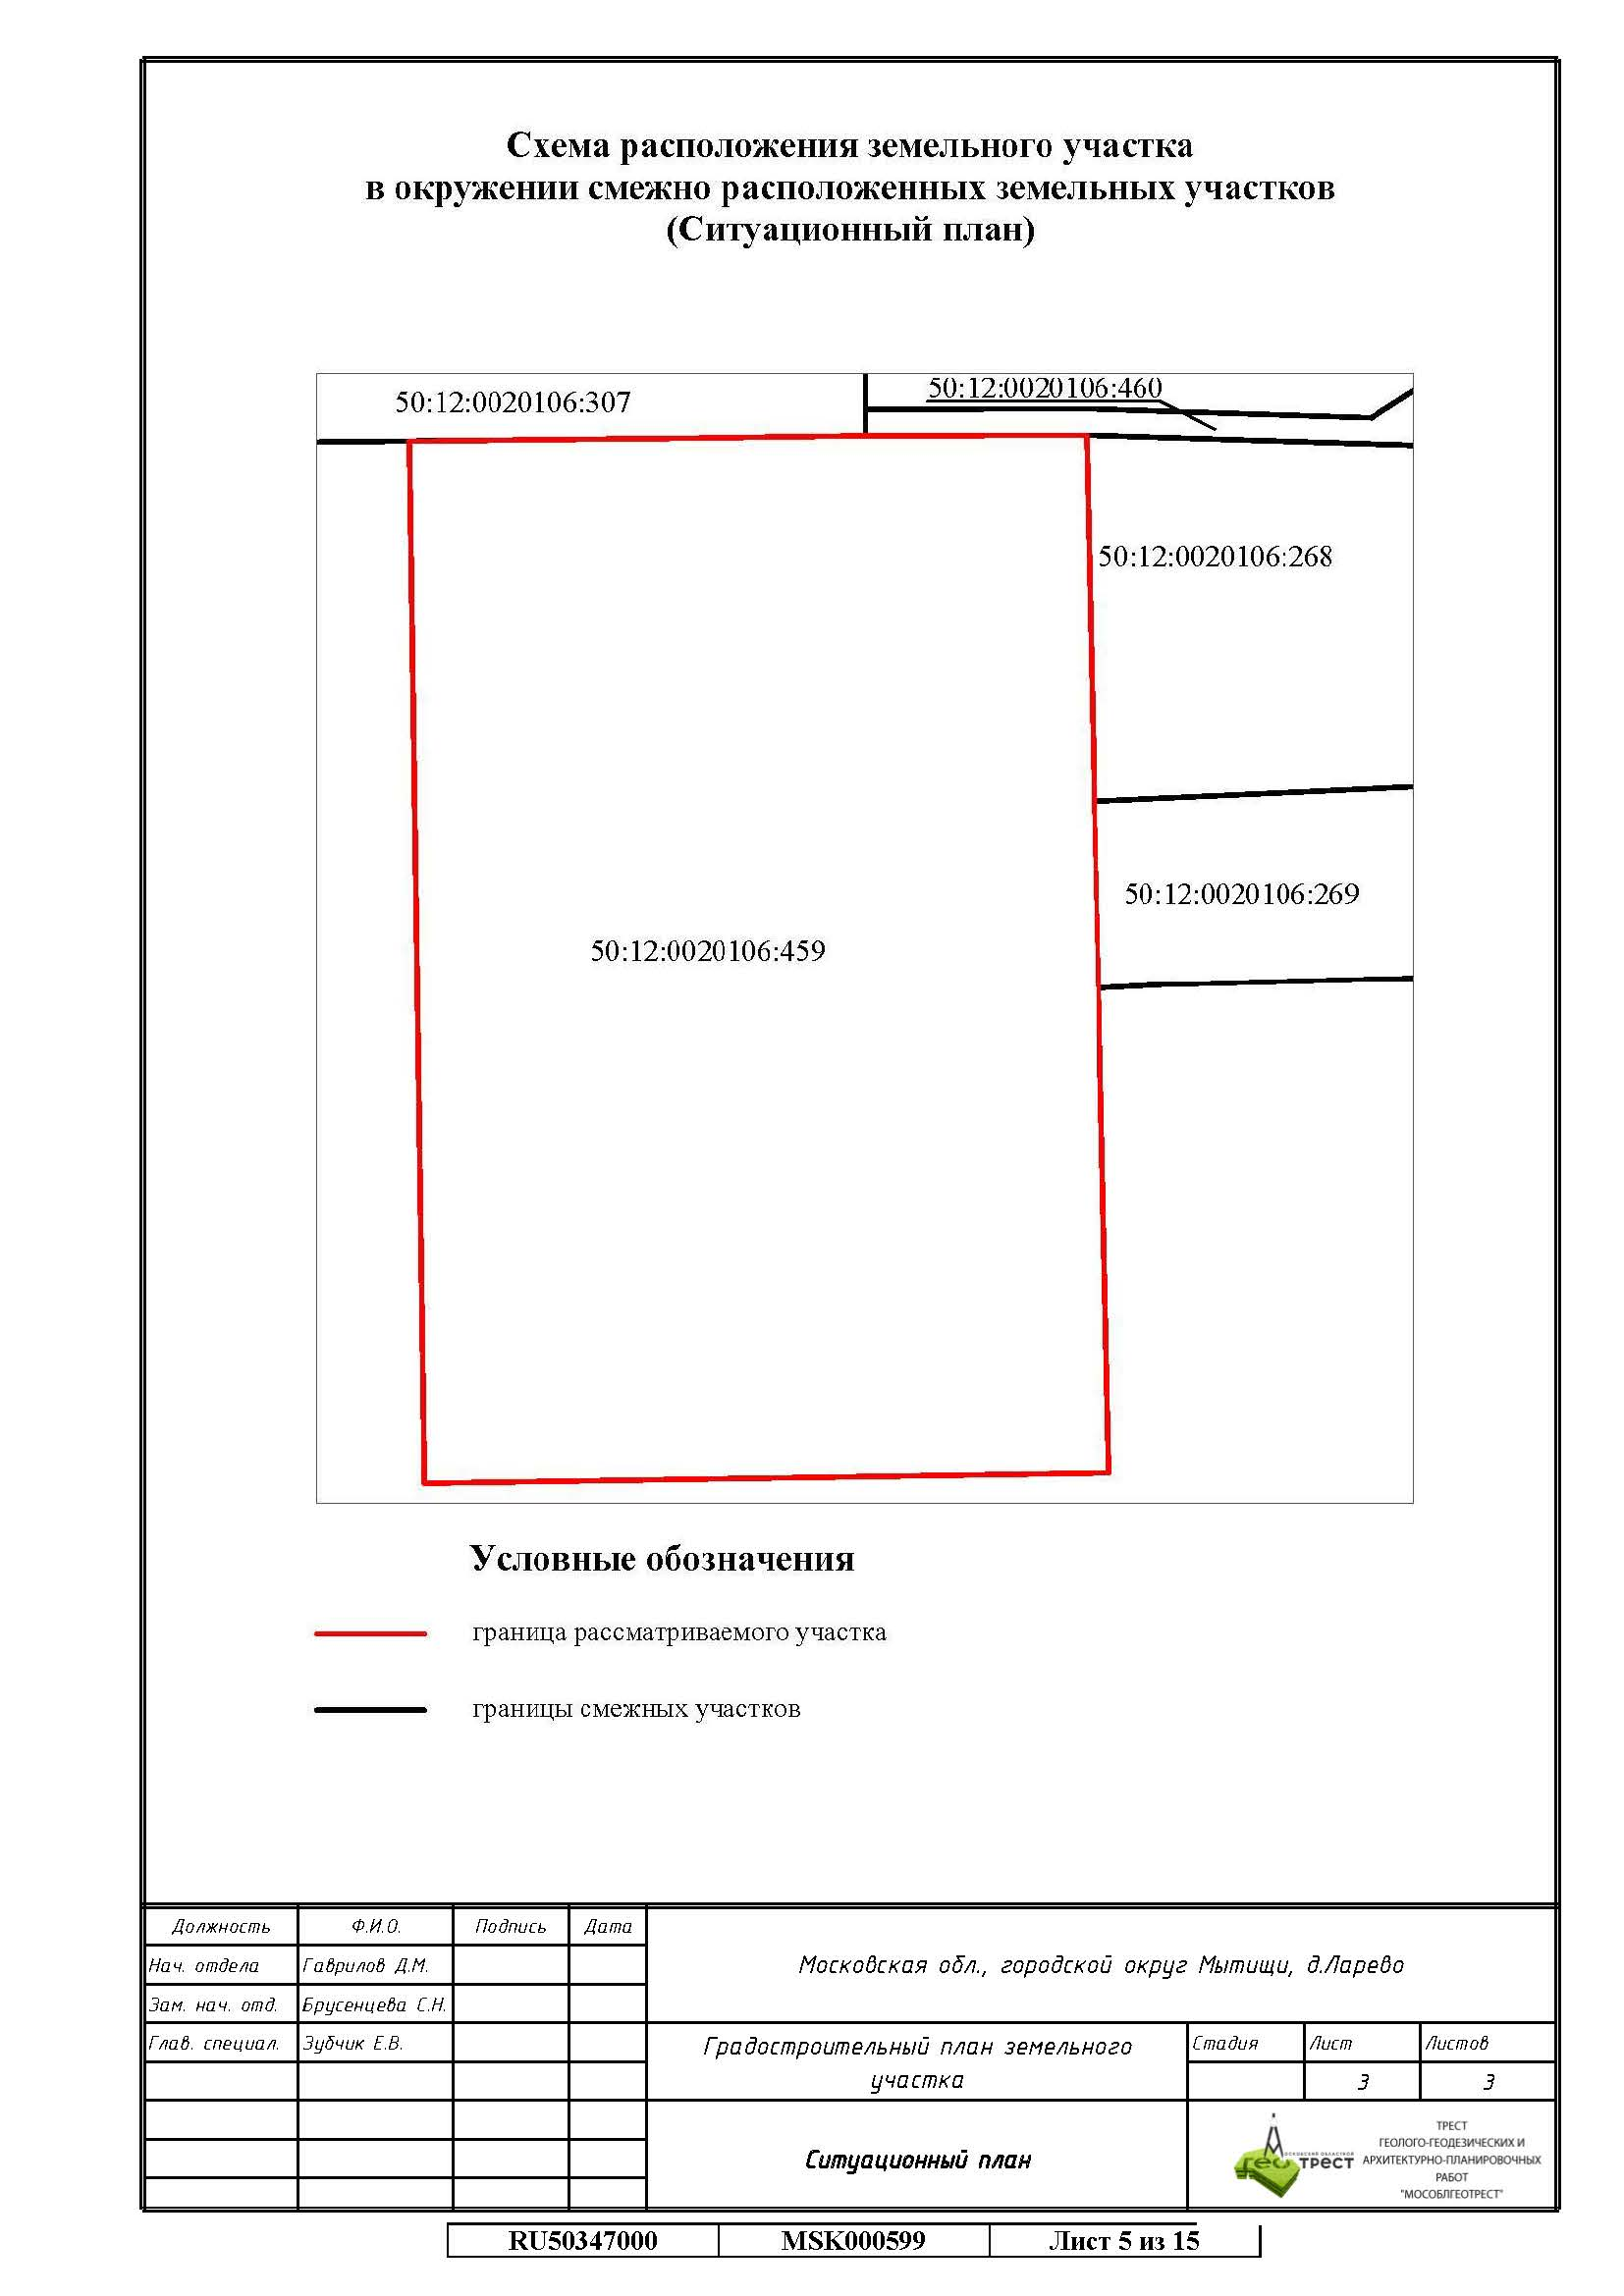 Схема расположения земельного участка
в окружении смежно расположенных земельных участков
(Ситуационный план)
50:12:0020106:307
50:12:0020106:460
50:12:0020106:268
50:12:0020106:269
50:12:0020106:459
Условные обозначения
граница рассматриваемого участка
границы смежных участков
Должность Ф.И.О. Подпись Дата
Нач. отдела Гаврилов Д.М.
Зам. нач. отд. Брусенцева С.Н.
Глав. специал. Зубчик Е.В.
Московская обл., городской округ Мытищи, д.Ларево
Градостроительный план земельного
участка
Стадия Лист Листов
3 3
Ситуационный план
МОСКОВСКИЙ ОБЛАСТНОЙ
гео ТРЕСТ
ТРЕСТ
ГЕОЛОГО-ГЕОДЕЗИЧЕСКИХ И
АРХИТЕКТУРНО-ПЛАНИРОВОЧНЫХ
РАБОТ
"МОСОБЛГЕОТРЕСТ"
RU50347000 MSK000599 Лист 5 из 15